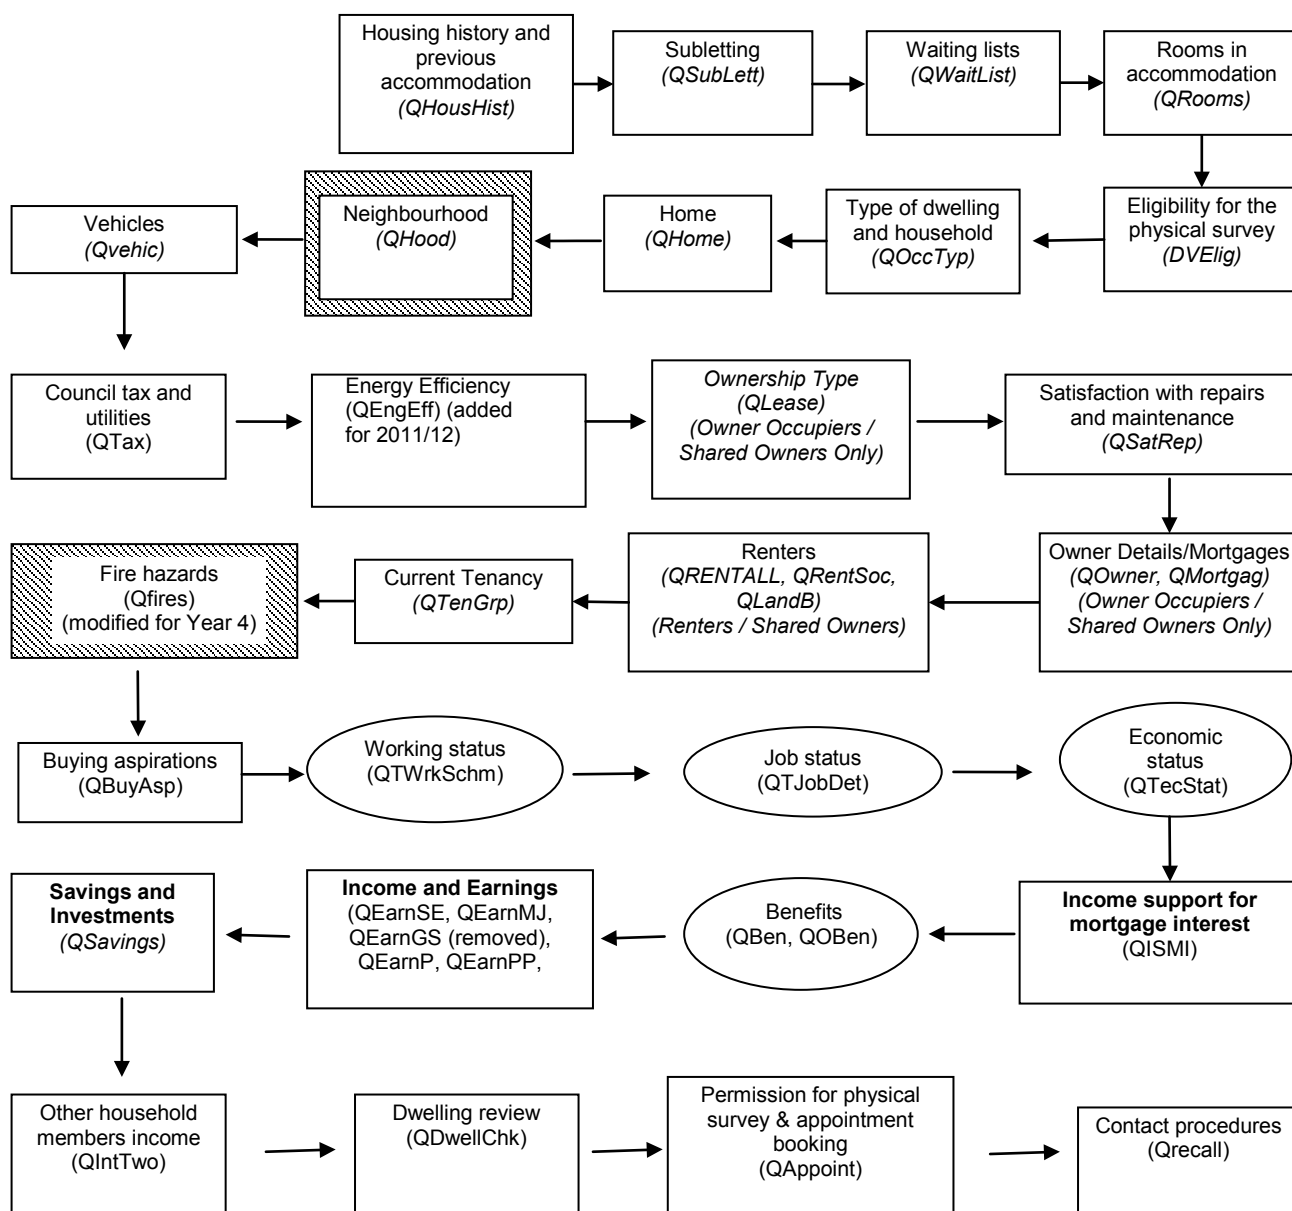 Housing history and
previous
accommodation
(QHousHist)
Subletting
(QSubLett)
Waiting lists
(QWaitList)
Rooms in
accommodation
(QRooms)
Vehicles
(Qvehic)
Neighbourhood
(QHood)
Home
(QHome)
Type of dwelling
and household
(QOccTyp)
Eligibility for the
physical survey
(DVElig)
Council tax and
utilities
(QTax)
Energy Efficiency
(QEngEff) (added
for 2011/12)
Ownership Type
(QLease)
(Owner Occupiers /
Shared Owners Only)
Satisfaction with repairs
and maintenance
(QSatRep)
Fire hazards
(Qfires)
(modified for Year 4)
Current Tenancy
(QTenGrp)
Renters
(QRENTALL, QRentSoc,
QLandB)
(Renters / Shared Owners)
Owner Details/Mortgages
(QOwner, QMortgag)
(Owner Occupiers /
Shared Owners Only)
Buying aspirations
(QBuyAsp)
Working status
(QTWrkSchm)
Job status
(QTJobDet)
Economic
status
(QTecStat)
Savings and
Investments
(QSavings)
Income and Earnings
(QEarnSE, QEarnMJ,
QEarnGS (removed),
QEarnP, QEarnPP,
Benefits
(QBen, QOBen)
Income support for
mortgage interest
(QISMI)
Other household
members income
(QIntTwo)
Dwelling review
(QDwellChk)
Permission for physical
survey & appointment
booking
(QAppoint)
Contact procedures
(Qrecall)